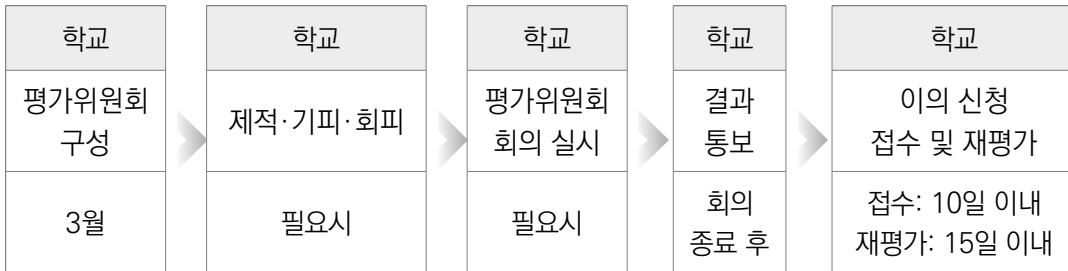 학교
평가위원회
구성
3월
학교
제적·기피·회피
필요시
학교
평가위원회
회의 실시
필요시
학교
결과
통보
회의
종료 후
학교
이의 신청
접수 및 재평가
접수: 10일 이내
재평가: 15일 이내